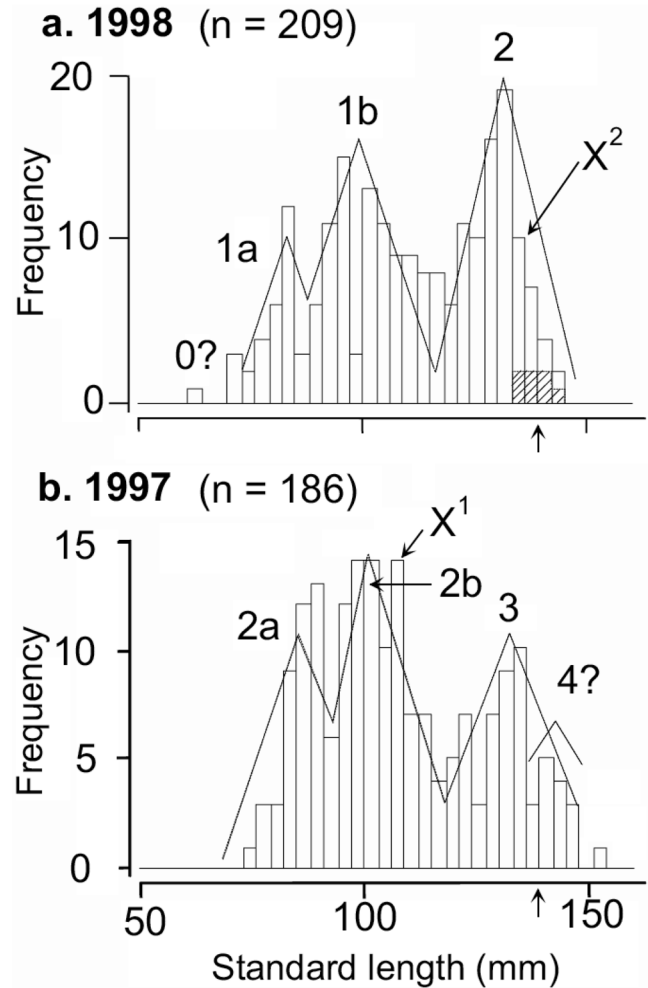 a. 1998 (n = 209)
20
10
0
Frequency
0?
1a
1b
2
X²
b. 1997 (n = 186)
15
10
5
0
Frequency
2a
X¹
2b
3
4?
50 100 150
Standard length (mm)